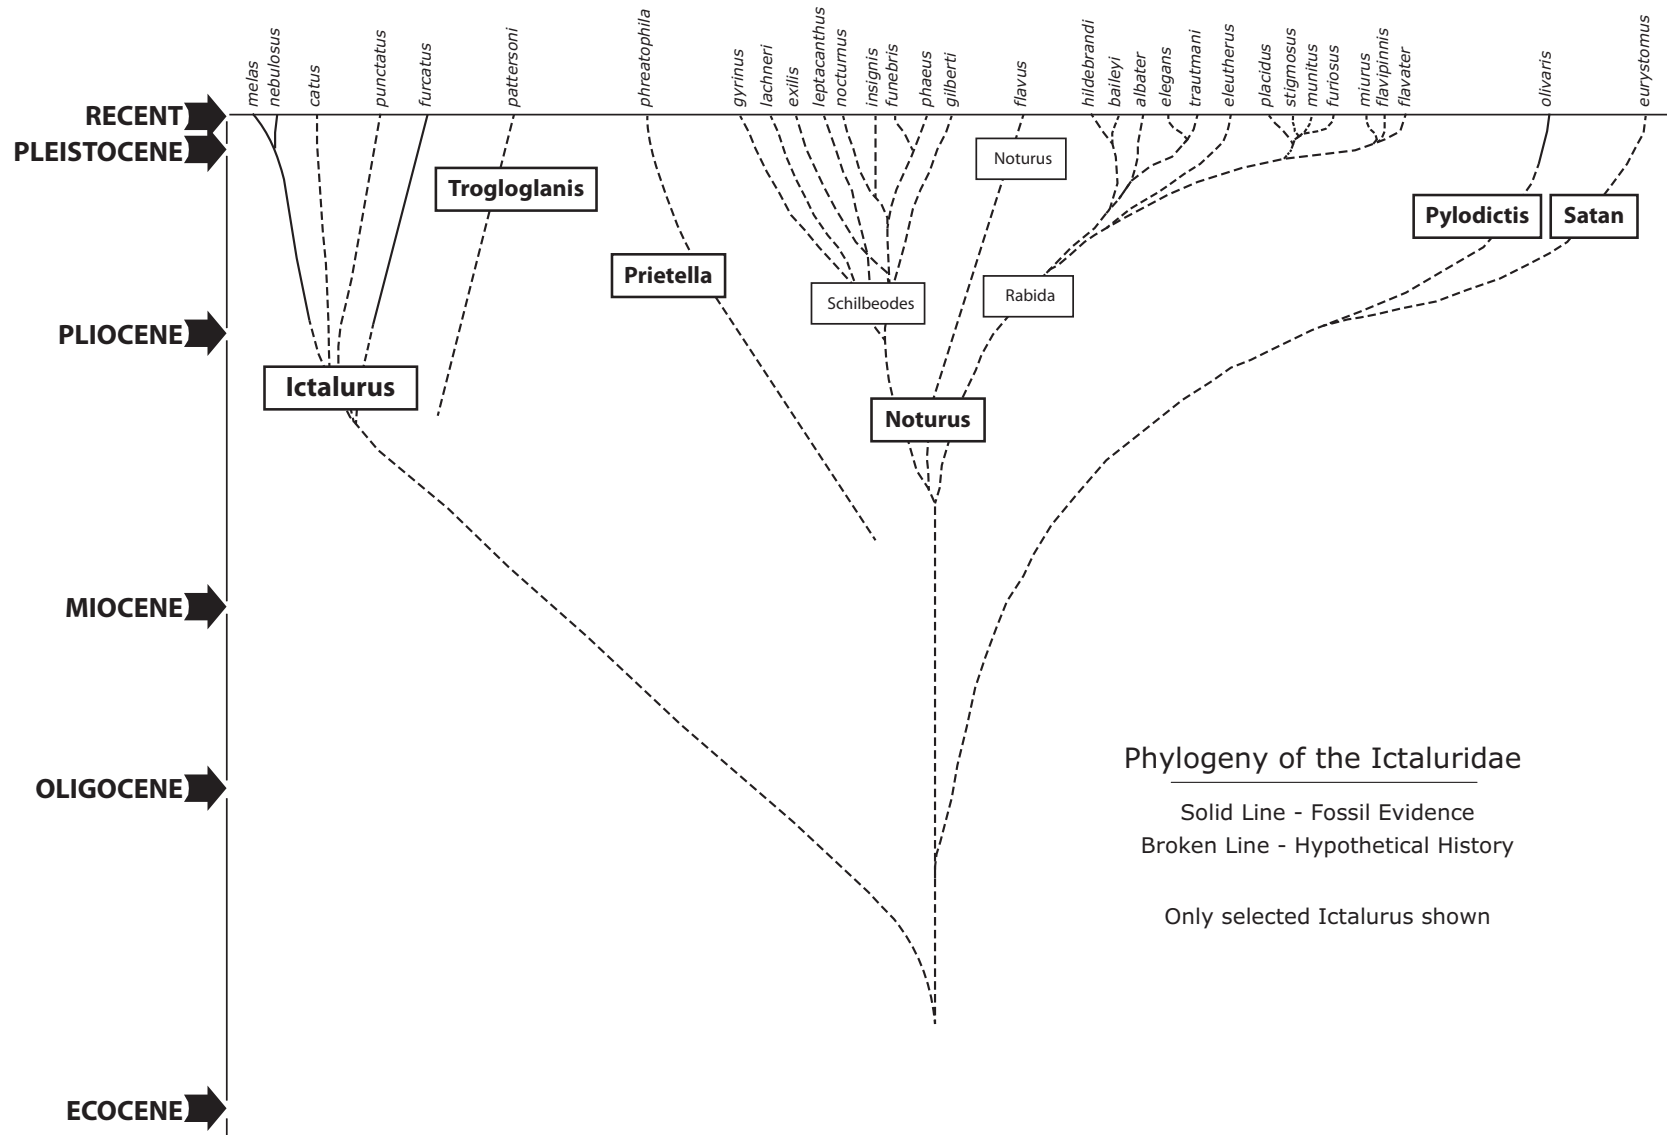 melas
nebulosus
catus
punctatus
furcatus
pattersoni
phreatophila
gyrinus
lachneri
exilis
leptacanthus
nocturnus
insignis
funebris
phaeus
gilberti
flavus
hildebrandi
baileyi
albater
elegans
trautmani
eleutherus
placidus
stigmosus
munitus
furiosus
miurus
flavipinnis
flavater
olivaris
eurystomus
RECENT
PLEISTOCENE
Noturus
Trogloglanis
Pylodictis
Satan
Prietella
Schilbeodes
Rabida
PLIOCENE
Ictalurus
Noturus
MIOCENE
OLIGOCENE
Phylogeny of the Ictaluridae
Solid Line - Fossil Evidence
Broken Line - Hypothetical History
Only selected Ictalurus shown
ECOCENE